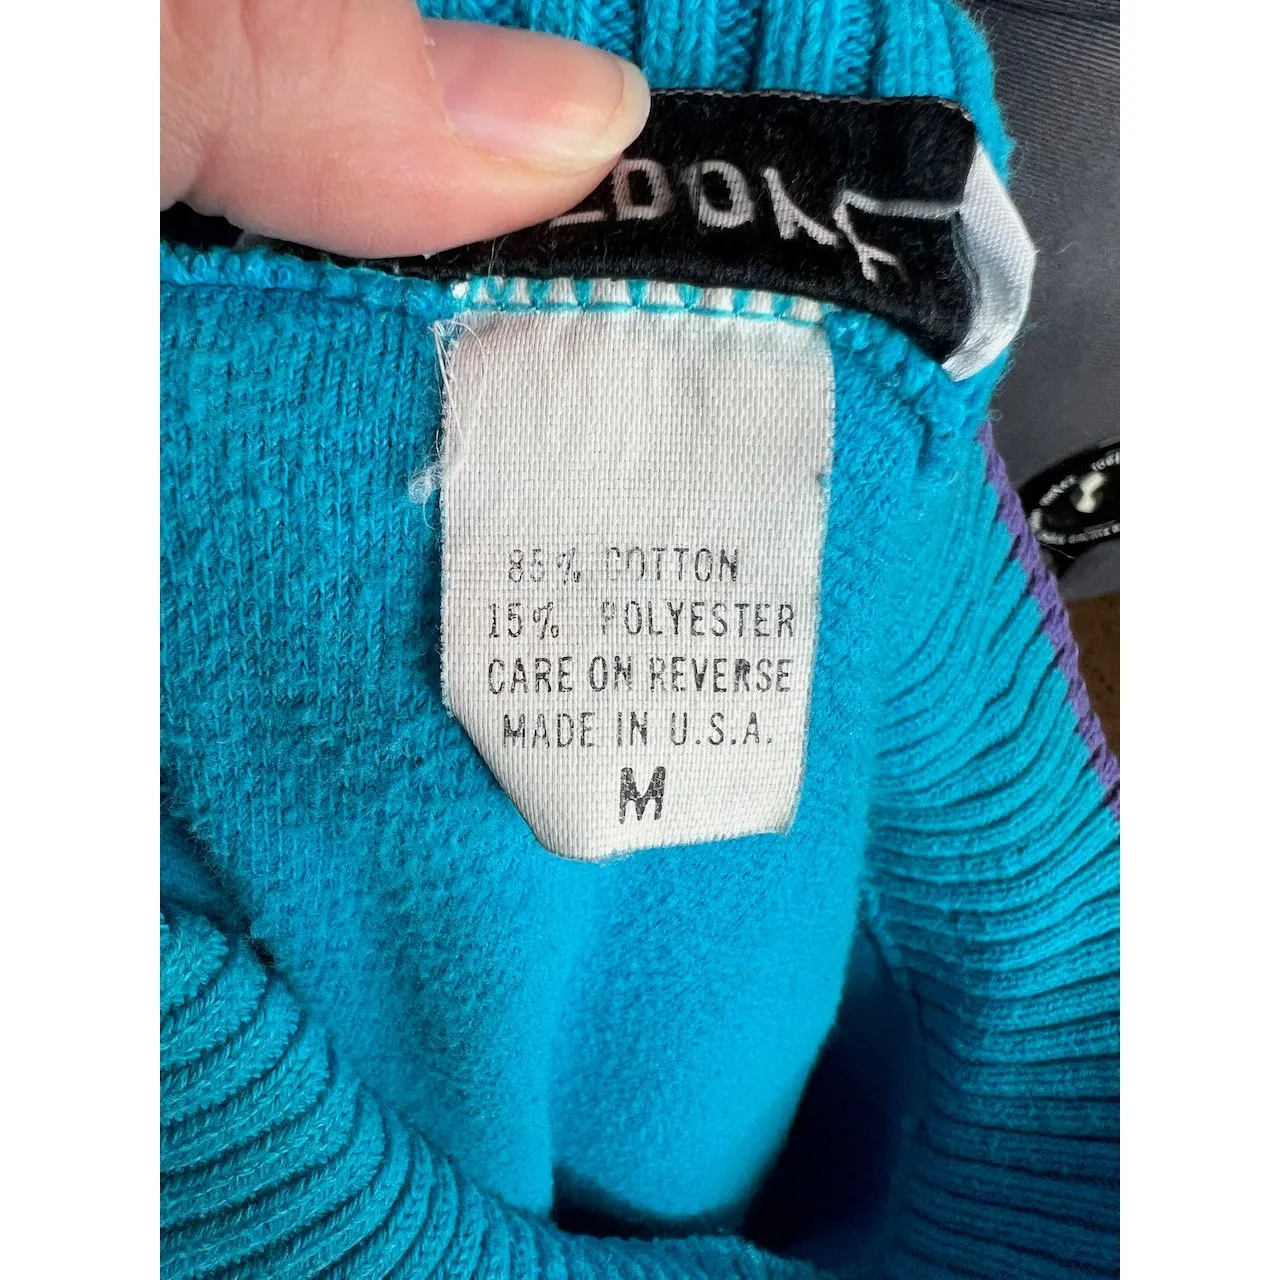 85% COTTON
15% POLYESTER
CARE ON REVERSE
MADE IN U.S.A.
M